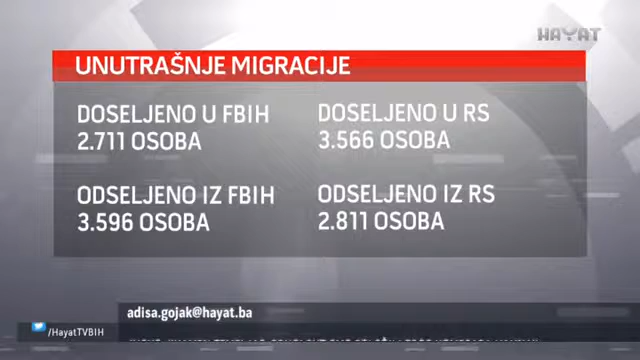 HAYAT
UNUTRAŠNJE MIGRACIJE
DOSELJENO U FBIH
2.711 OSOBA
DOSELJENO U RS
3.566 OSOBA
ODSELJENO IZ FBIH
3.596 OSOBA
ODSELJENO IZ RS
2.811 OSOBA
adisa.gojak@hayat.ba
/HayatTVBIH